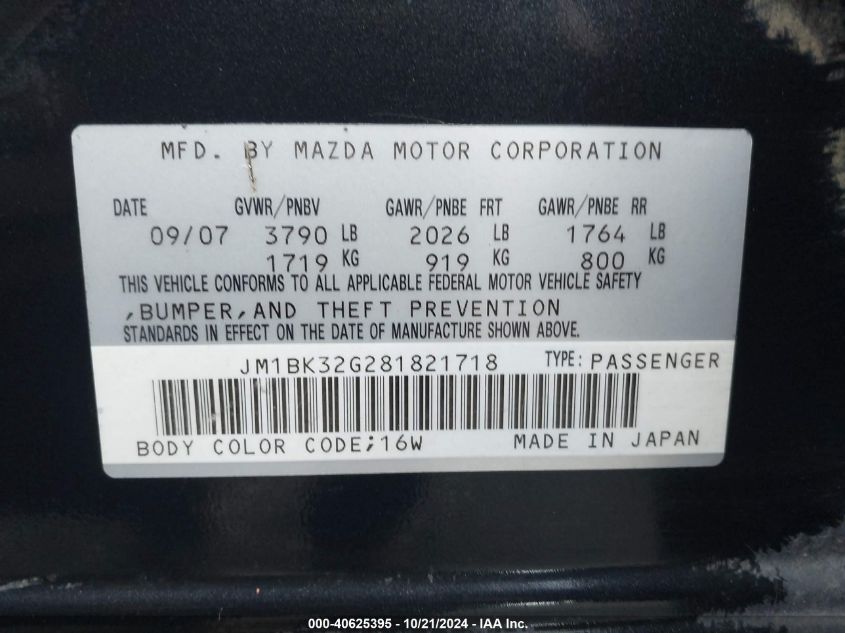 MFD. BY MAZDA MOTOR CORPORATION
DATE GVWR/PNBV GAWR/PNBE FRT GAWR/PNBE RR
09/07 3790 LB 2026 LB 1764 LB
1719 KG 919 KG 800 KG
THIS VEHICLE CONFORMS TO ALL APPLICABLE FEDERAL MOTOR VEHICLE SAFETY
,BUMPER,AND THEFT PREVENTION
STANDARDS IN EFFECT ON THE DATE OF MANUFACTURE SHOWN ABOVE.
JM1BK32G281821718 TYPE: PASSENGER
BODY COLOR CODE;16W MADE IN JAPAN
000-40625395 - 10/21/2024 - IAA Inc.